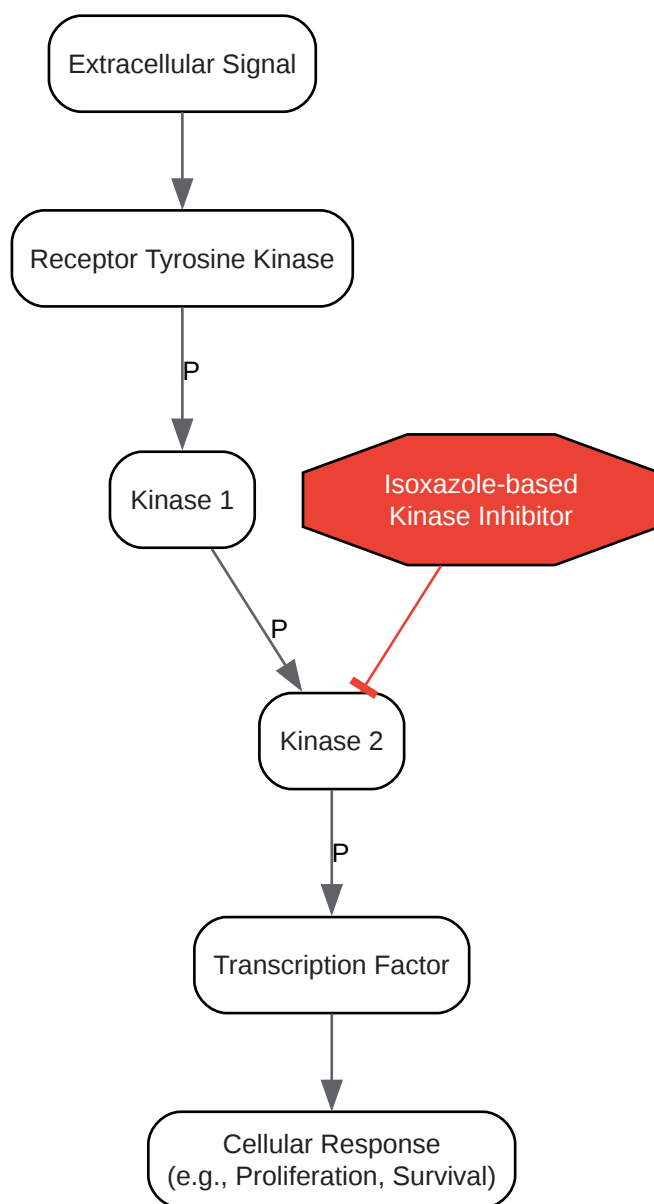 Extracellular Signal
Receptor Tyrosine Kinase
P
Kinase 1
Isoxazole-based
Kinase Inhibitor
P
Kinase 2
P
Transcription Factor
Cellular Response
(e.g., Proliferation, Survival)